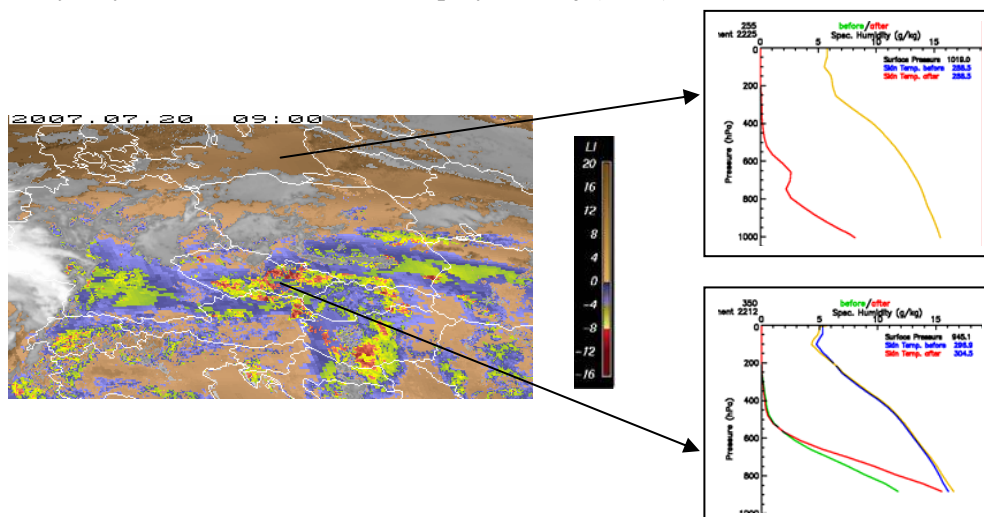 2007.07.20 09:00
LI
20
16
12
8
4
0
-4
-8
-12
-16
255
before/after
nent 2225 Spec. Humidity (g/kg)
0 5 10 15
Surface Pressure 1019.0
Skin Temp. before 288.5
Skin Temp. after 288.5
Pressure (hPa)
0
200
400
600
800
1000
350
before/after
nent 2212 Spec. Humidity (g/kg)
0 5 10 15
Surface Pressure 945.1
Skin Temp. before
Skin Temp. after 304.5
Pressure (hPa)
0
200
400
600
800
1000